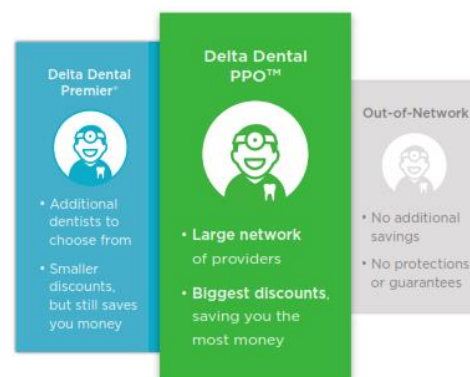 Delta Dental
Premier®
• Additional
dentists to
choose from
• Smaller
discounts,
but still saves
you money
Delta Dental
PPO™
• Large network
of providers
• Biggest discounts,
saving you the
most money
Out-of-Network
• No additional
savings
• No protections
or guarantees